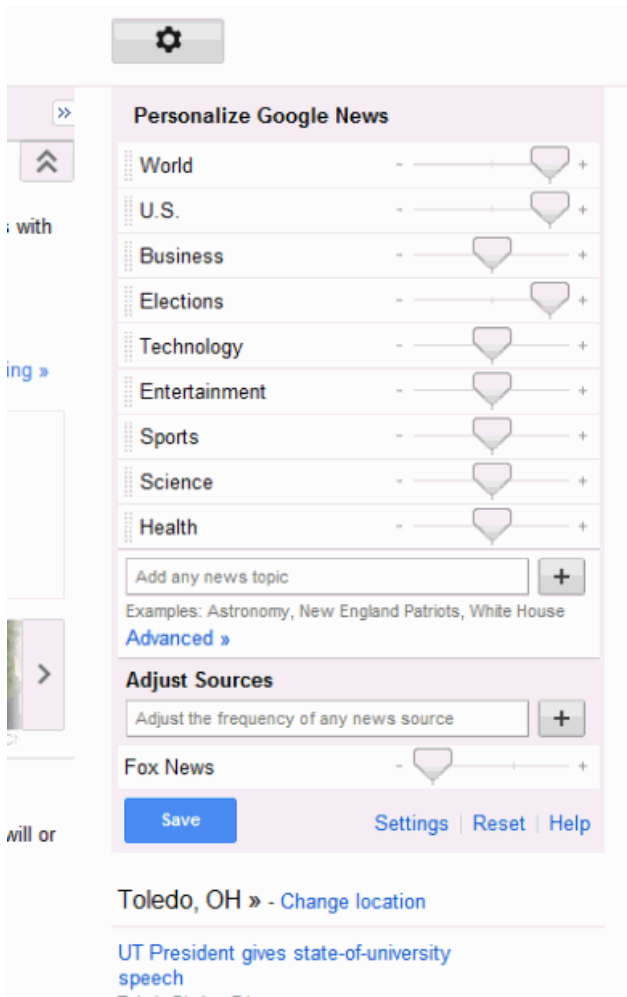 »
Personalize Google News
World - +
U.S. - +
with
Business - +
Elections - +
Technology - +
ing »
Entertainment - +
Sports - +
Science - +
Health - +
Add any news topic +
Examples: Astronomy, New England Patriots, White House
Advanced »
Adjust Sources
Adjust the frequency of any news source +
Fox News - +
Save Settings | Reset | Help
will or
Toledo, OH » - Change location
UT President gives state-of-university
speech